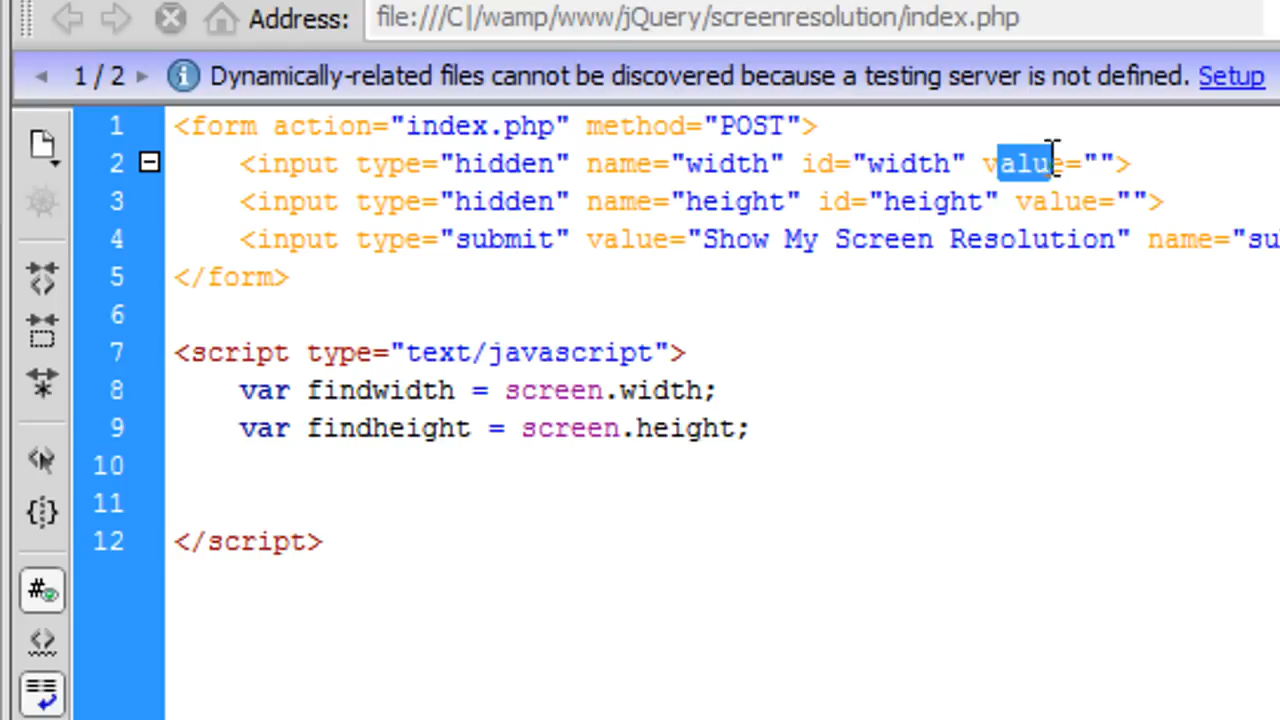 Address: file:///C|/wamp/www/jQuery/screenresolution/index.php
1 / 2 Dynamically-related files cannot be discovered because a testing server is not defined. Setup
1 <form action="index.php" method="POST">
2 <input type="hidden" name="width" id="width" value="">
3 <input type="hidden" name="height" id="height" value="">
4 <input type="submit" value="Show My Screen Resolution" name="su
5 </form>
6
7 <script type="text/javascript">
8 var findwidth = screen.width;
9 var findheight = screen.height;
10
11
12 </script>